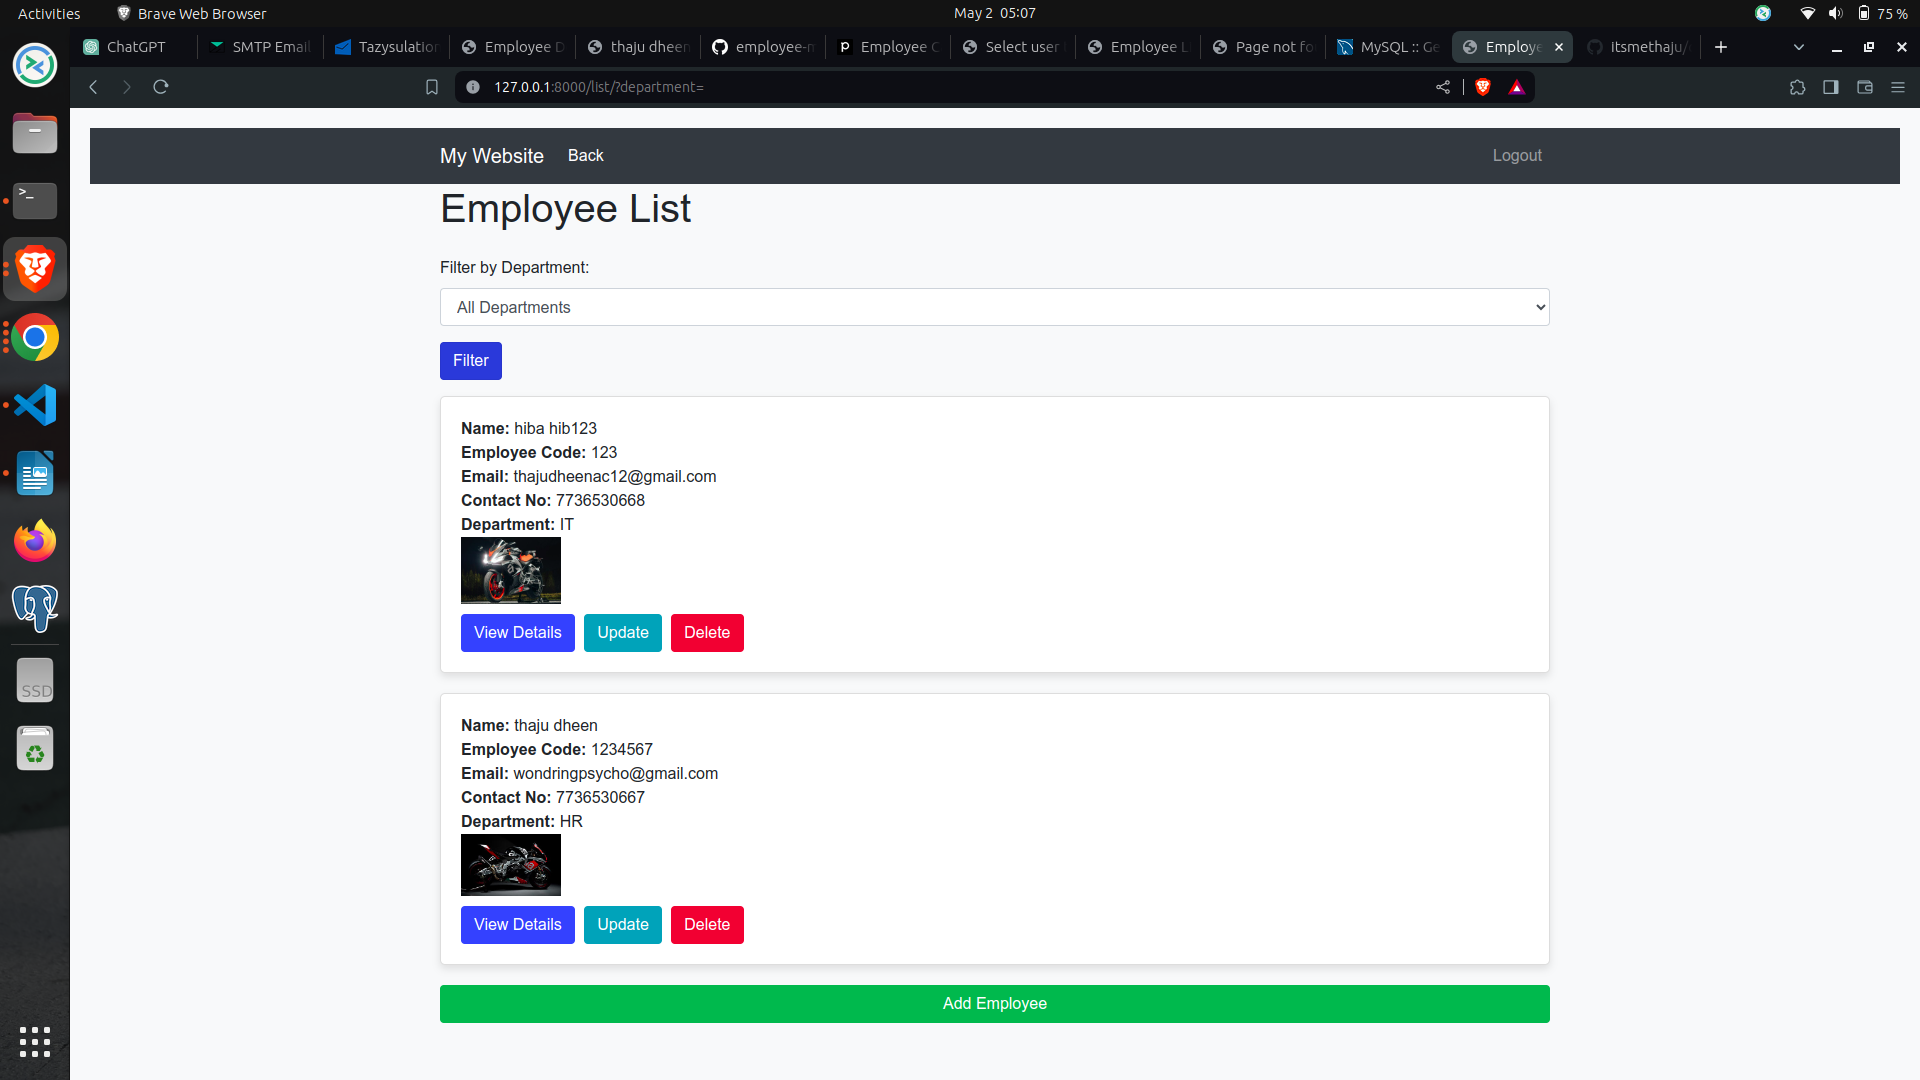 Activities Brave Web Browser May 2 05:07 75 %
ChatGPT SMTP Email Tazysulation Employee D thaju dheen employee-m Employee C Select user Employee L Page not fo MySQL :: Ge Employe itsmethaju/
127.0.0.1:8000/list/?department=
My Website Back Logout
Employee List
Filter by Department:
All Departments
Filter
Name: hiba hib123
Employee Code: 123
Email: thajudheenac12@gmail.com
Contact No: 7736530668
Department: IT
View Details Update Delete
Name: thaju dheen
Employee Code: 1234567
Email: wondringpsycho@gmail.com
Contact No: 7736530667
Department: HR
View Details Update Delete
Add Employee
SSD